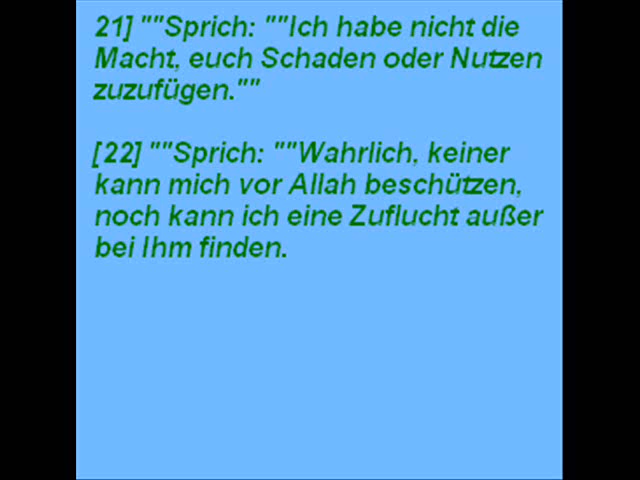 21] ""Sprich: ""Ich habe nicht die
Macht, euch Schaden oder Nutzen
zuzufügen.""
[22] ""Sprich: ""Wahrlich, keiner
kann mich vor Allah beschützen,
noch kann ich eine Zuflucht außer
bei Ihm finden.